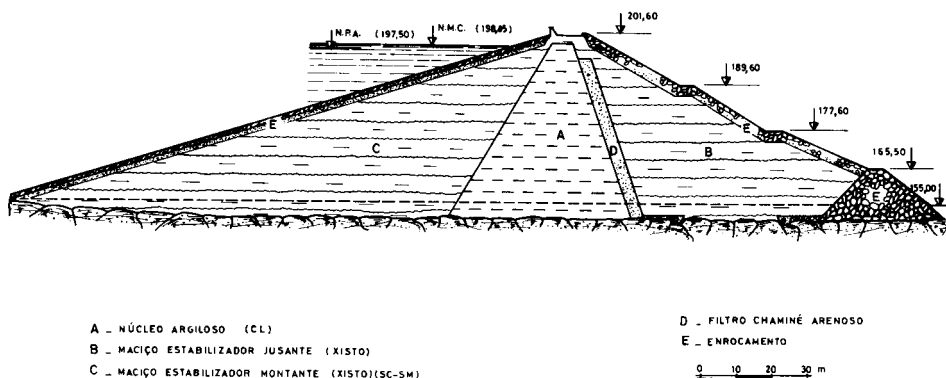 N.P.A. (197,50)
N.M.C. (198,05)
201,60
189,60
177,60
165,50
155,00
E
C
A
D
B
E
E
A _ NÚCLEO ARGILOSO (CL)
B _ MACIÇO ESTABILIZADOR JUSANTE (XISTO)
C _ MACIÇO ESTABILIZADOR MONTANTE (XISTO)(SC-SM)
D _ FILTRO CHAMINÉ ARENOSO
E _ ENROCAMENTO
0 10 20 30 m